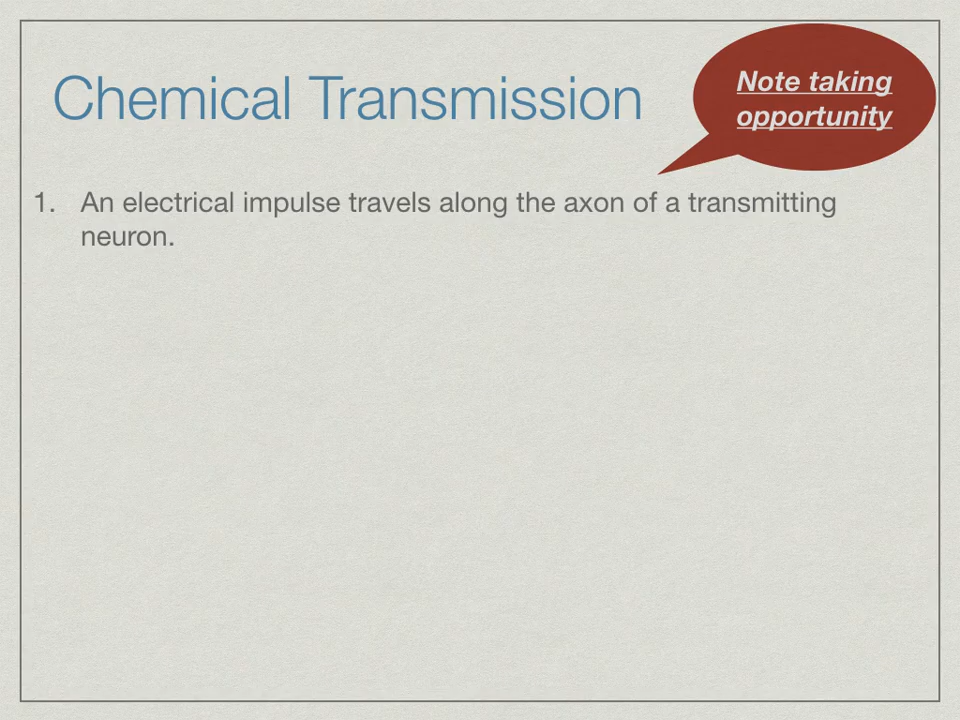 Chemical Transmission
Note taking
opportunity
1. An electrical impulse travels along the axon of a transmitting
neuron.